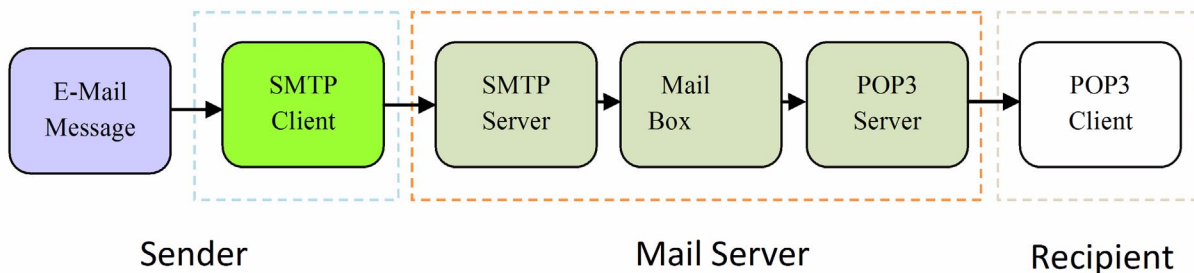 E-Mail
Message
SMTP
Client
SMTP
Server
Mail
Box
POP3
Server
POP3
Client
Sender
Mail Server
Recipient